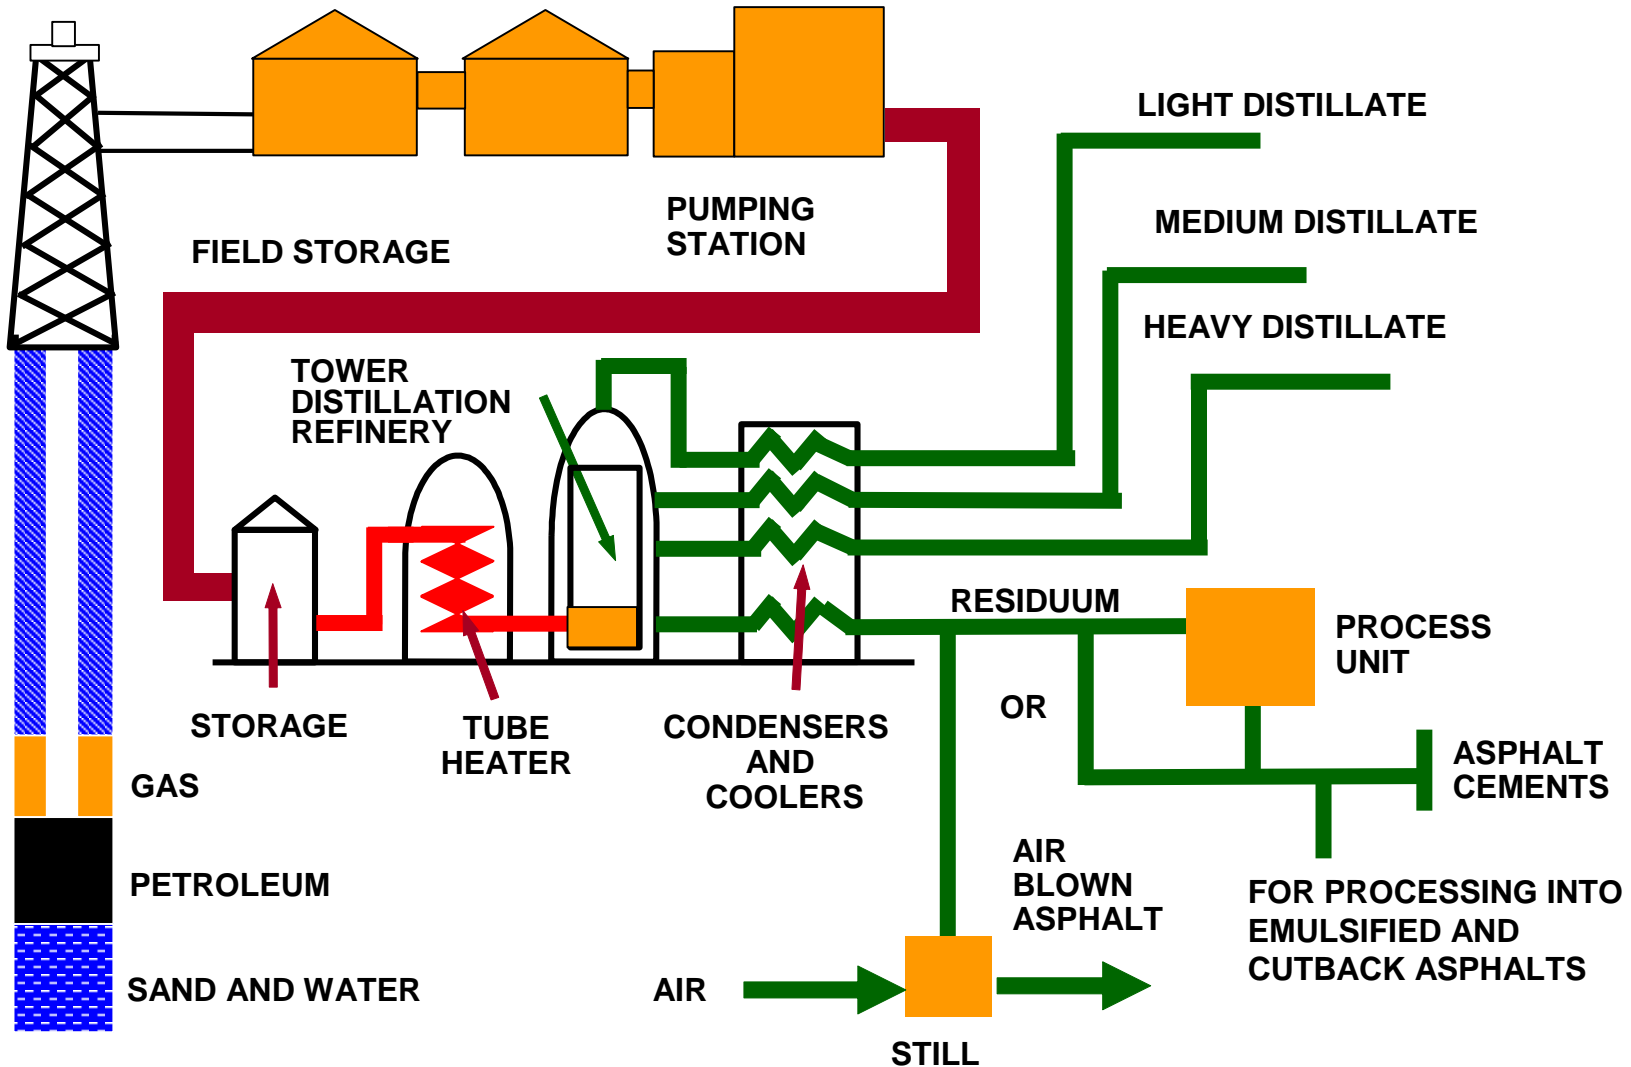 LIGHT DISTILLATE
PUMPING
STATION
MEDIUM DISTILLATE
FIELD STORAGE
HEAVY DISTILLATE
TOWER
DISTILLATION
REFINERY
RESIDUUM
PROCESS
UNIT
OR
STORAGE
TUBE
HEATER
CONDENSERS
AND
COOLERS
ASPHALT
CEMENTS
GAS
AIR
BLOWN
ASPHALT
PETROLEUM
FOR PROCESSING INTO
EMULSIFIED AND
CUTBACK ASPHALTS
SAND AND WATER
AIR
STILL